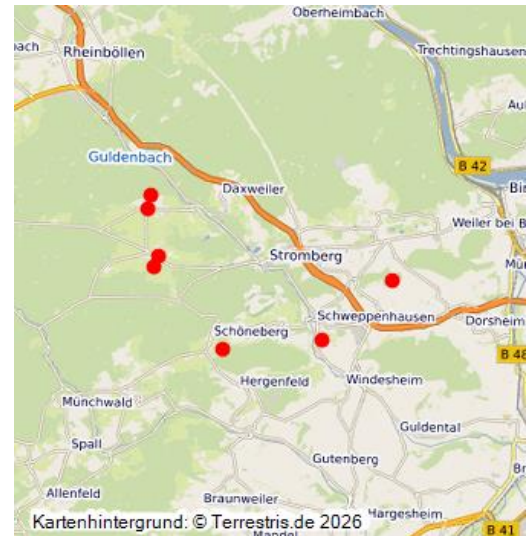 Oberheimbach
Rheinböllen
Trechtingshausen
Guldenbach
B 42
Daxweiler
Weiler bei B
Stromberg
Schweppenhausen
Dorsheim
Schöneberg
B 48
Hergenfeld
Windesheim
Münchwald
Guldental
Spall
Gutenberg
Allenfeld
Braunweiler
Hargesheim
Kartenhintergrund: © Terrestris.de 2026
Mandel
B 41